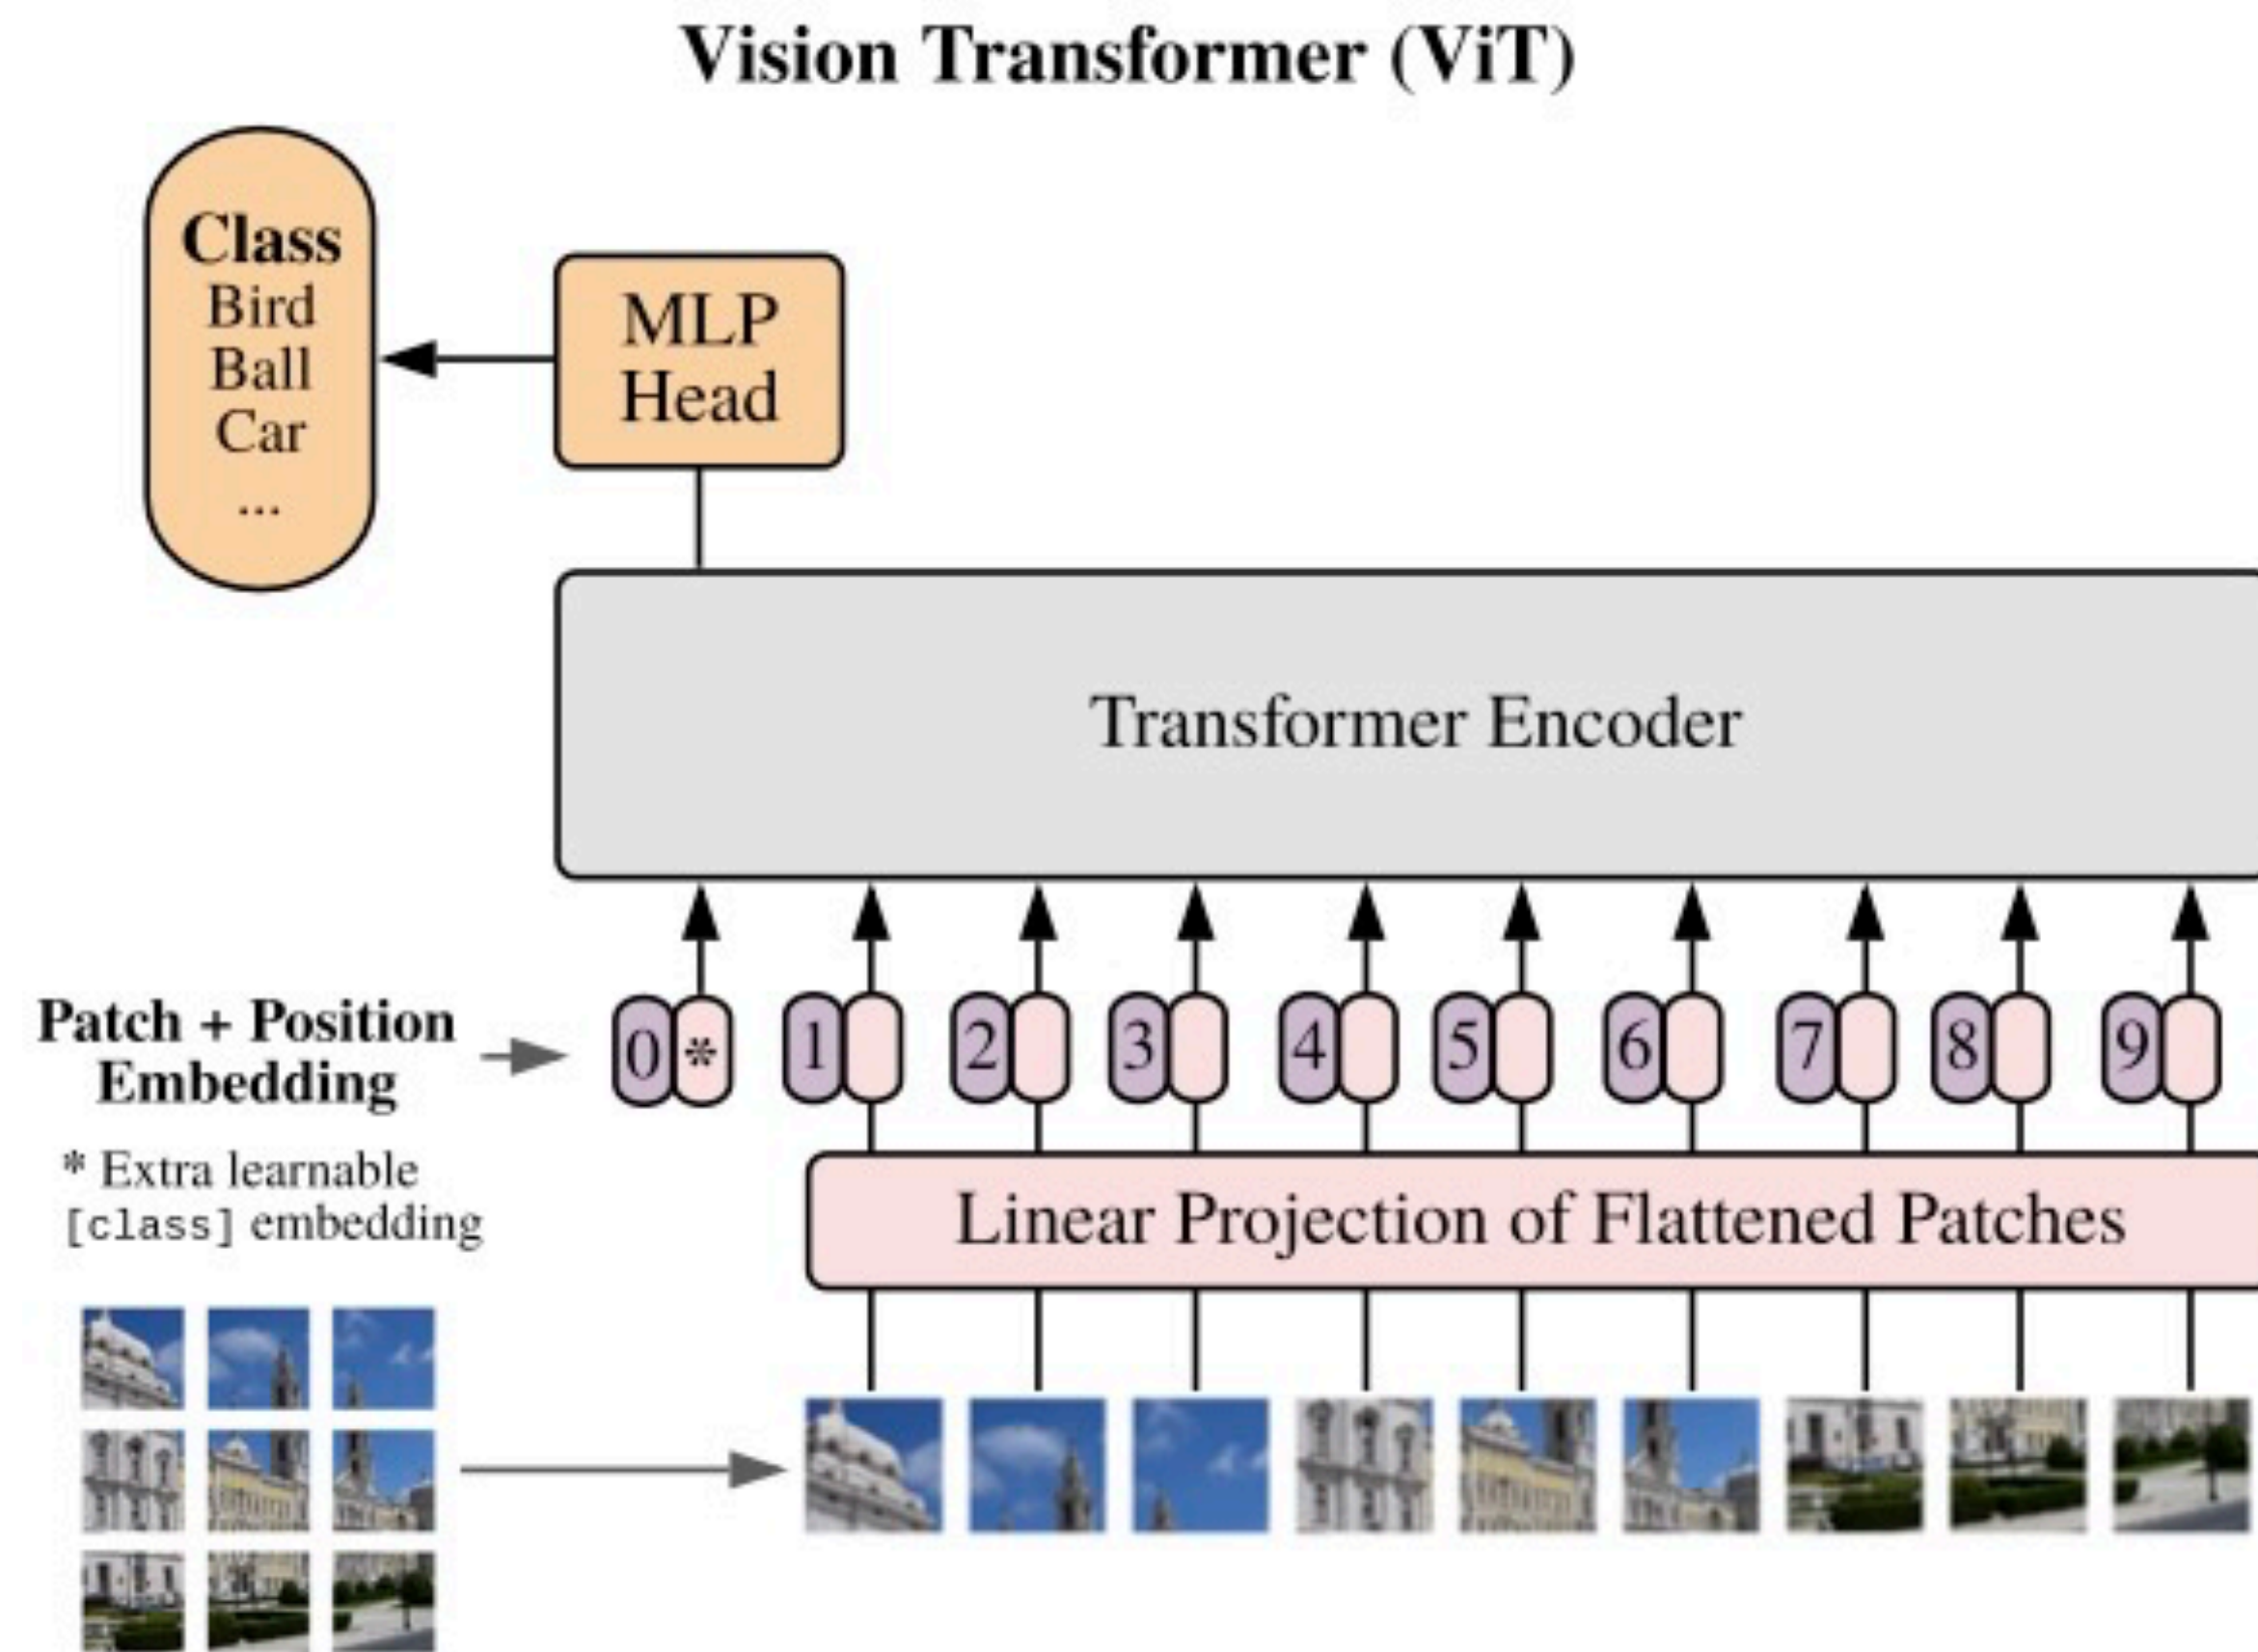 Vision Transformer (ViT)
Class
Bird
Ball
Car
...
MLP
Head
Transformer Encoder
Patch + Position
Embedding
0 * 1 2 3 4 5 6 7 8 9
* Extra learnable
[class] embedding
Linear Projection of Flattened Patches